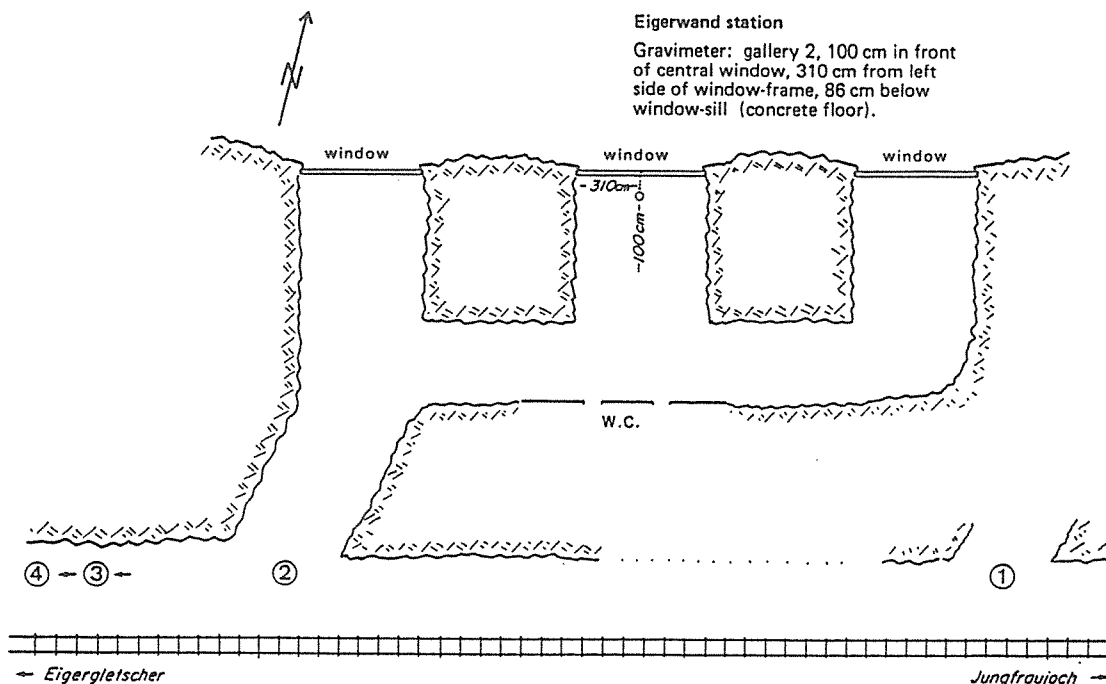 Eigerwand station
Gravimeter: gallery 2, 100 cm in front
of central window, 310 cm from left
side of window-frame, 86 cm below
window-sill (concrete floor).
N
window
window
window
-310cm-
-100cm-
W.C.
④ ← ③ ←
②
①
← Eigergletscher
Jungfraujoch →